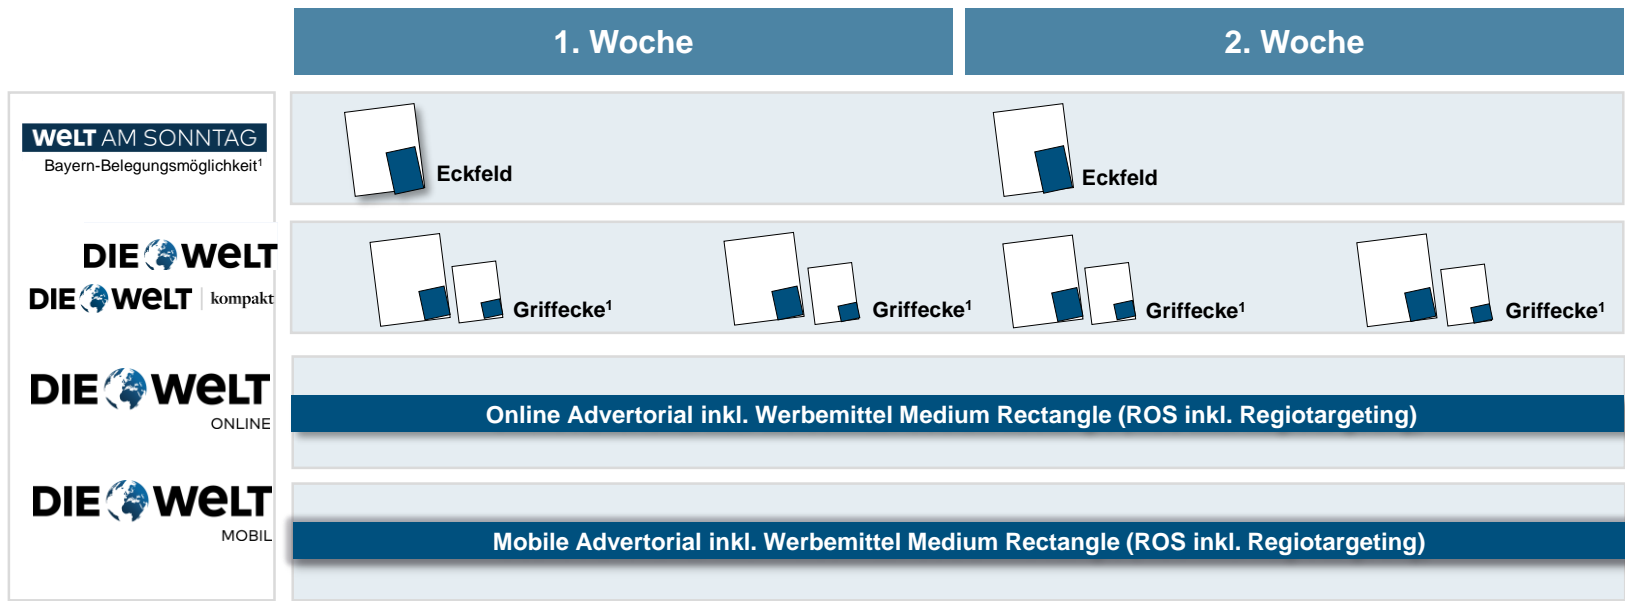 1. Woche
2. Woche
WELT AM SONNTAG
Bayern-Belegungsmöglichkeit¹
Eckfeld
Eckfeld
DIE WELT
DIE WELT | kompakt
Griffecke¹
Griffecke¹
Griffecke¹
Griffecke¹
DIE WELT
ONLINE
Online Advertorial inkl. Werbemittel Medium Rectangle (ROS inkl. Regiotargeting)
DIE WELT
MOBIL
Mobile Advertorial inkl. Werbemittel Medium Rectangle (ROS inkl. Regiotargeting)